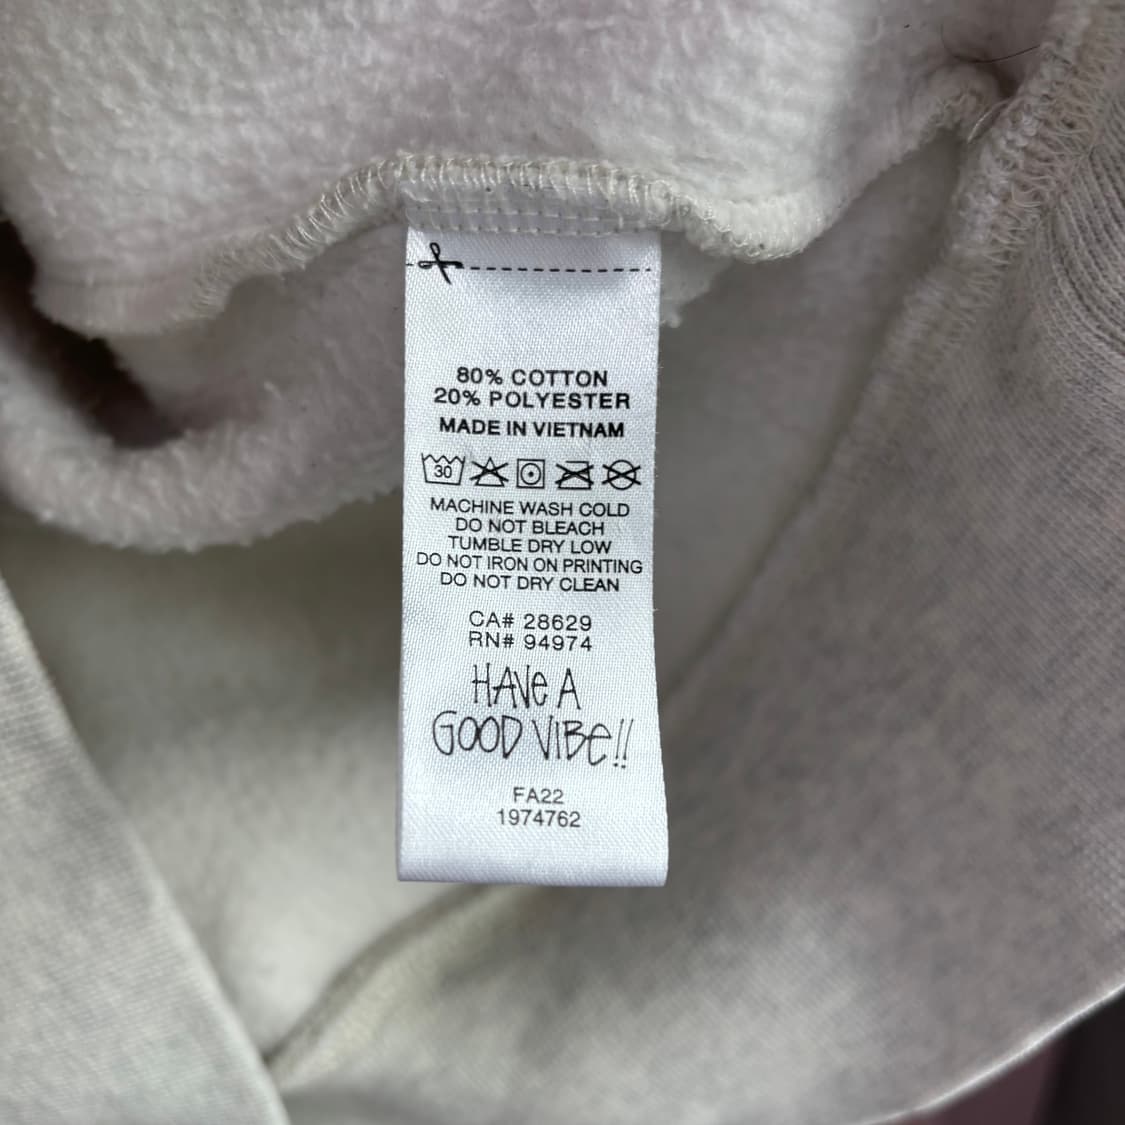 80% COTTON
20% POLYESTER
MADE IN VIETNAM
30
MACHINE WASH COLD
DO NOT BLEACH
TUMBLE DRY LOW
DO NOT IRON ON PRINTING
DO NOT DRY CLEAN
CA# 28629
RN# 94974
HAVe A
GOOD VIBe!!
FA22
1974762